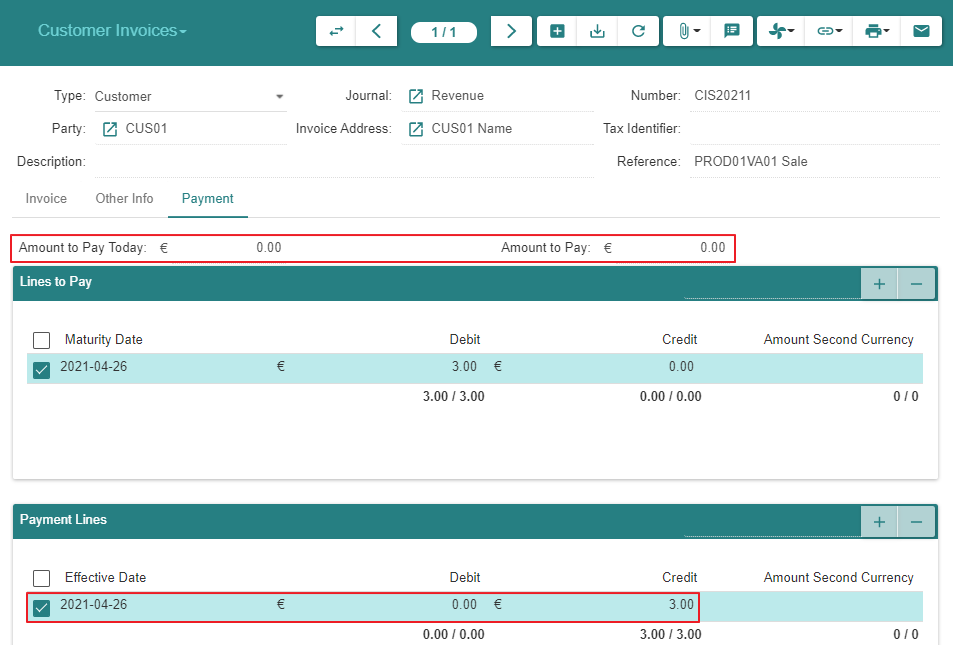 Customer Invoices
1 / 1
Type: Customer Journal: Revenue Number: CIS20211
Party: CUS01 Invoice Address: CUS01 Name Tax Identifier:
Description: Reference: PROD01VA01 Sale
Invoice Other Info Payment
Amount to Pay Today: € 0.00 Amount to Pay: € 0.00
Lines to Pay
Maturity Date Debit Credit Amount Second Currency
2021-04-26 € 3.00 € 0.00
3.00 / 3.00 0.00 / 0.00 0 / 0
Payment Lines
Effective Date Debit Credit Amount Second Currency
2021-04-26 € 0.00 € 3.00
0.00 / 0.00 3.00 / 3.00 0 / 0